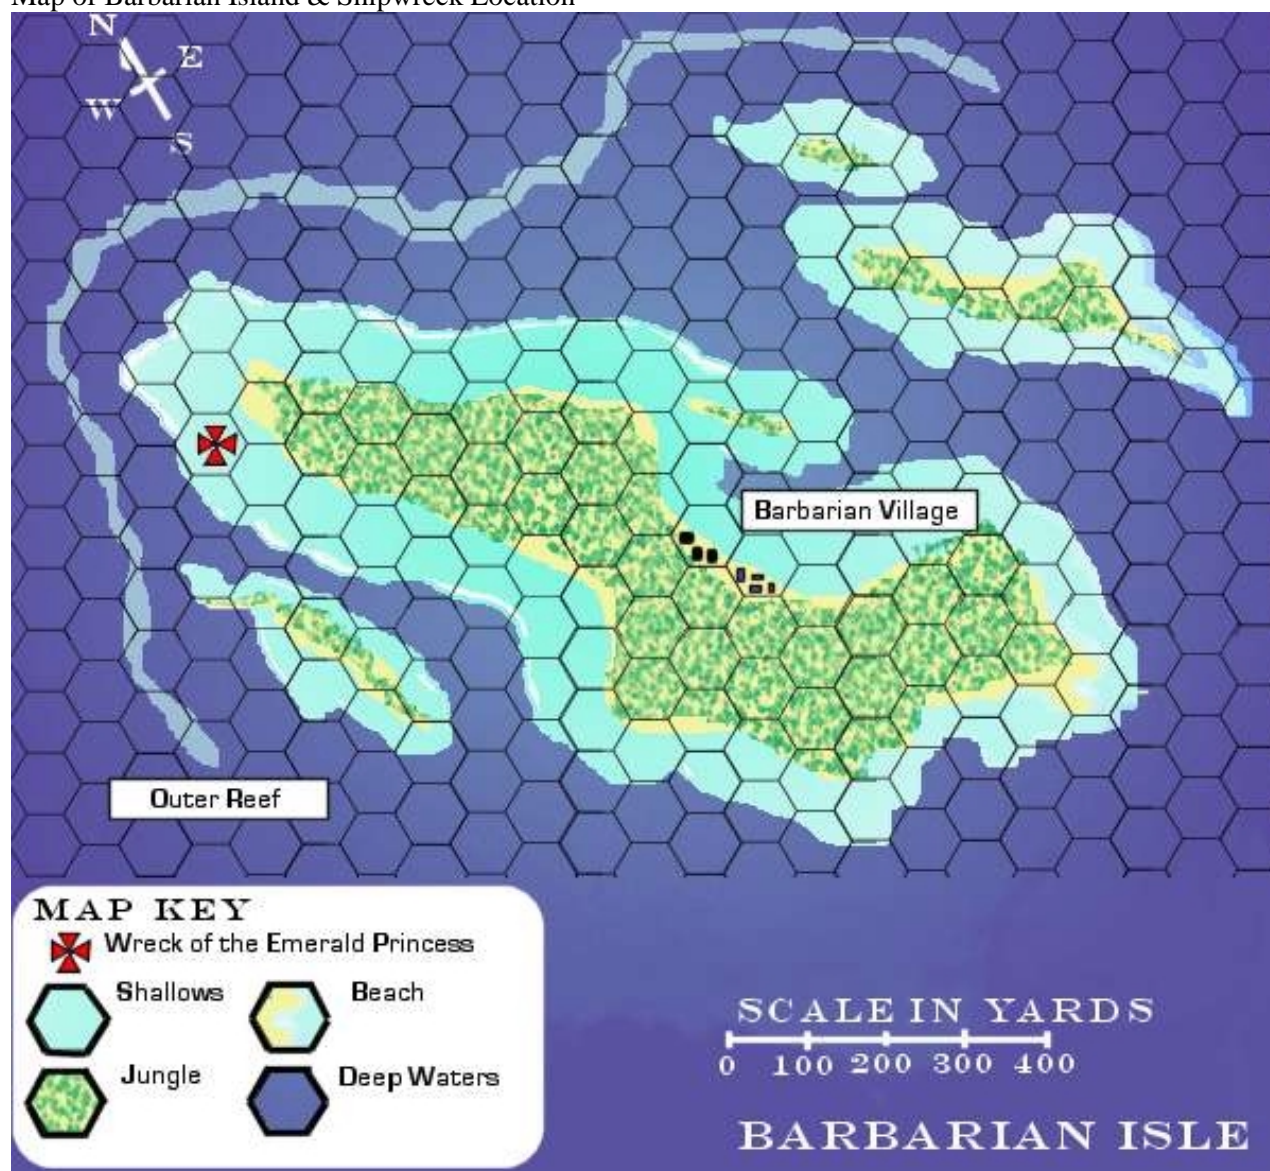 Map of Barbarian Island & Shipwreck Location
N
E
W
S
Barbarian Village
Outer Reef
MAP KEY
Wreck of the Emerald Princess
Shallows
Beach
Jungle
Deep Waters
SCALE IN YARDS
0 100 200 300 400
BARBARIAN ISLE